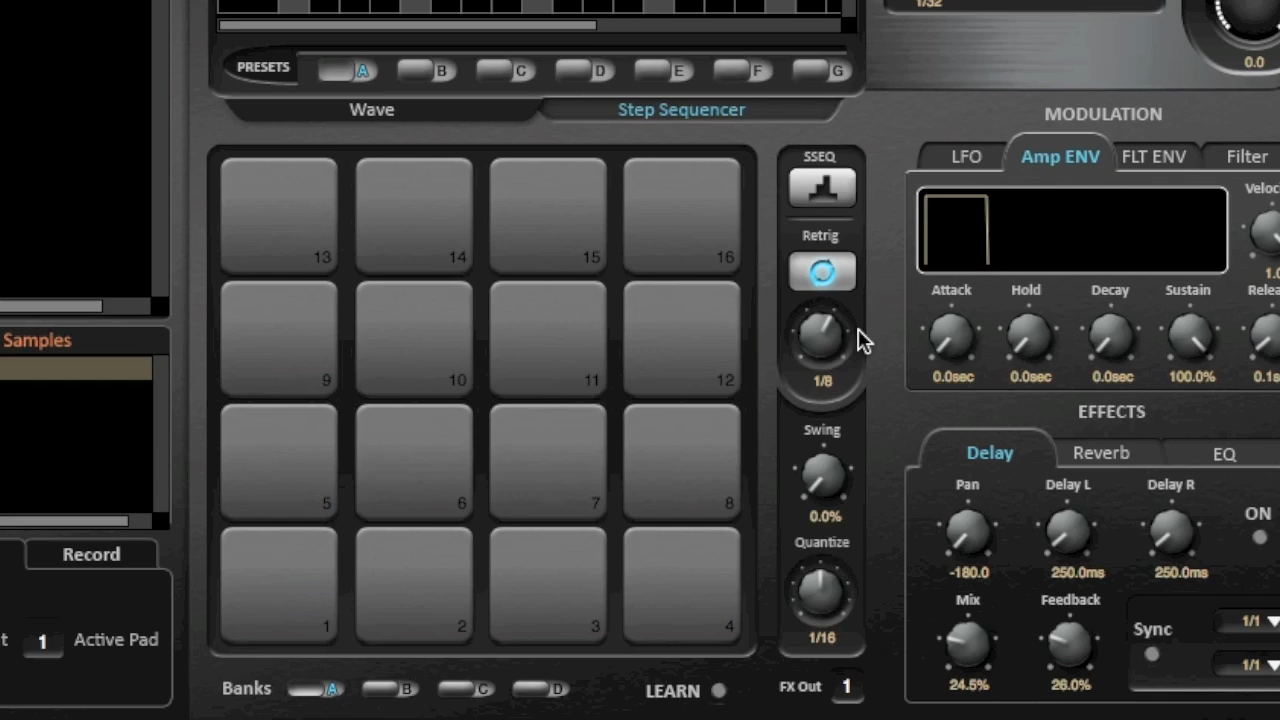 1/32
0.0
PRESETS A B C D E F G
Wave Step Sequencer
MODULATION
LFO Amp ENV FLT ENV Filter
SSEQ
Retrig
1/8
Swing
0.0%
Quantize
1/16
13 14 15 16
9 10 11 12
5 6 7 8
1 2 3 4
Attack Hold Decay Sustain
0.0sec 0.0sec 0.0sec 100.0%
Samples
Record
1 Active Pad
EFFECTS
Delay Reverb EQ
Pan Delay L Delay R ON
-180.0 250.0ms 250.0ms
Mix Feedback Sync
24.5% 26.0%
1/1
1/1
Banks A B C D LEARN FX Out 1